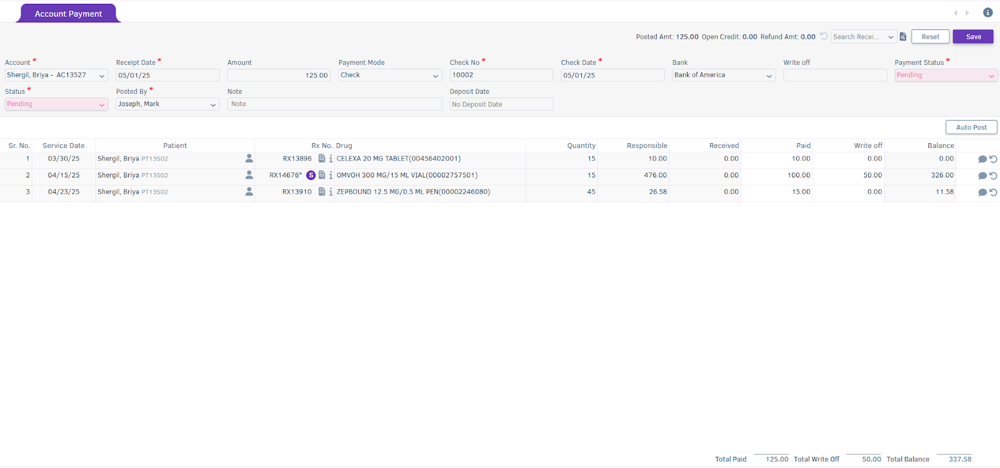 Account Payment
Posted Amt: 125.00 Open Credit: 0.00 Refund Amt: 0.00 Search Recei... Reset Save
Account * Receipt Date * Amount Payment Mode Check No * Check Date * Bank Write off Payment Status *
Shergil, Briya - AC13527 05/01/25 125.00 Check 10002 05/01/25 Bank of America Pending
Status * Posted By * Note Deposit Date
Pending Joseph, Mark Note No Deposit Date
Auto Post
Sr. No. Service Date Patient Rx No. Drug Quantity Responsible Received Paid Write off Balance
1 03/30/25 Shergil, Briya PT13502 RX13896 CELEXA 20 MG TABLET(00456402001) 15 10.00 0.00 10.00 0.00 0.00
2 04/15/25 Shergil, Briya PT13502 RX14676* S OMVOH 300 MG/15 ML VIAL(00002757501) 15 476.00 0.00 100.00 50.00 326.00
3 04/23/25 Shergil, Briya PT13502 RX13910 ZEPBOUND 12.5 MG/0.5 ML PEN(00002246080) 45 26.58 0.00 15.00 0.00 11.58
Total Paid 125.00 Total Write Off 50.00 Total Balance 337.58